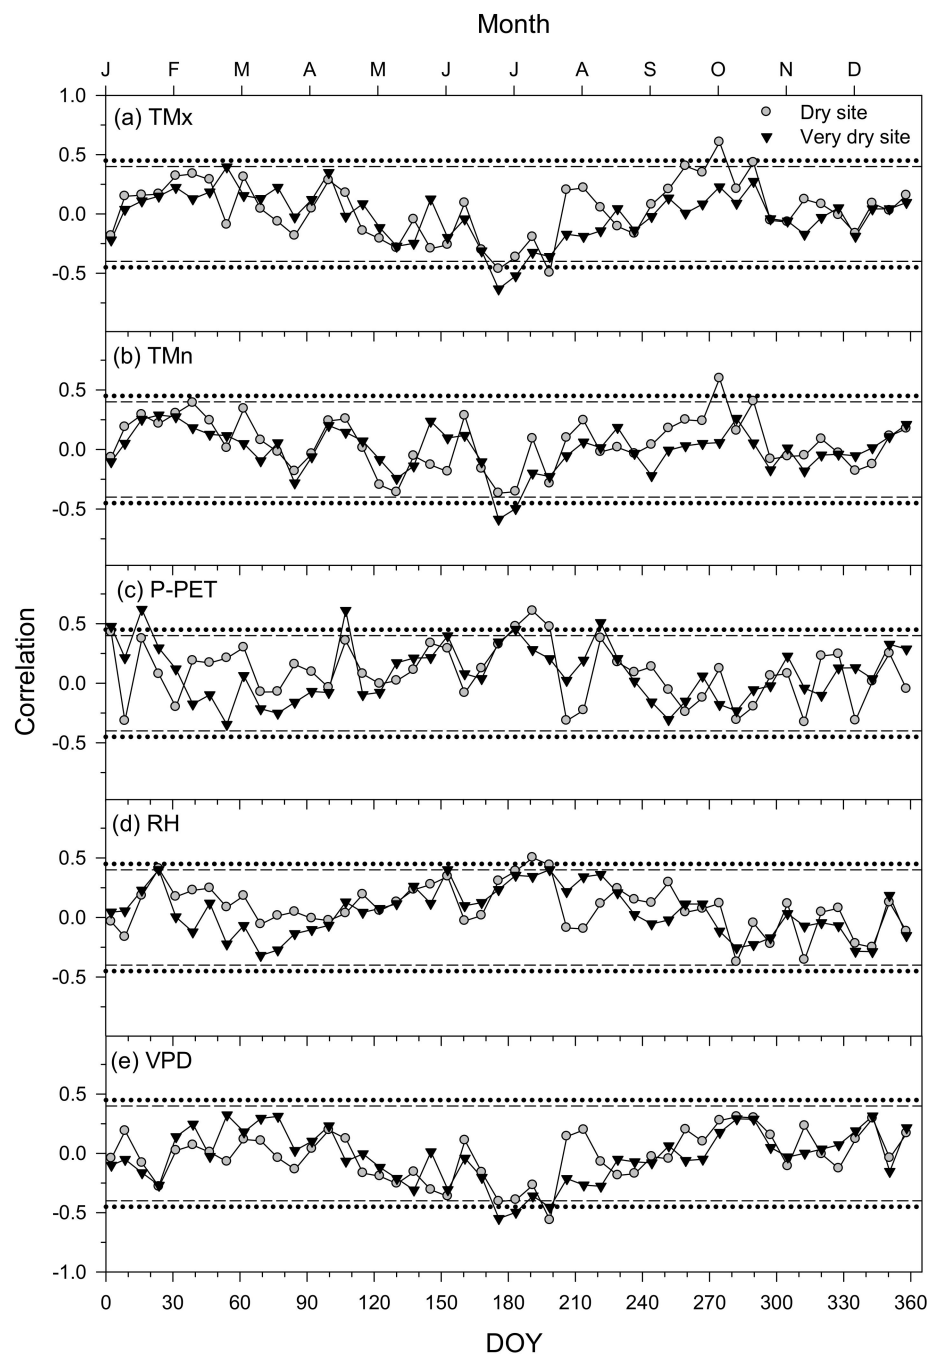 Month
J F M A M J J A S O N D
1.0
(a) TMx
Dry site
Very dry site
0.5
0.0
-0.5
(b) TMn
0.5
0.0
-0.5
(c) P-PET
0.5
0.0
-0.5
Correlation
(d) RH
0.5
0.0
-0.5
(e) VPD
0.5
0.0
-0.5
-1.0
0 30 60 90 120 150 180 210 240 270 300 330 360
DOY